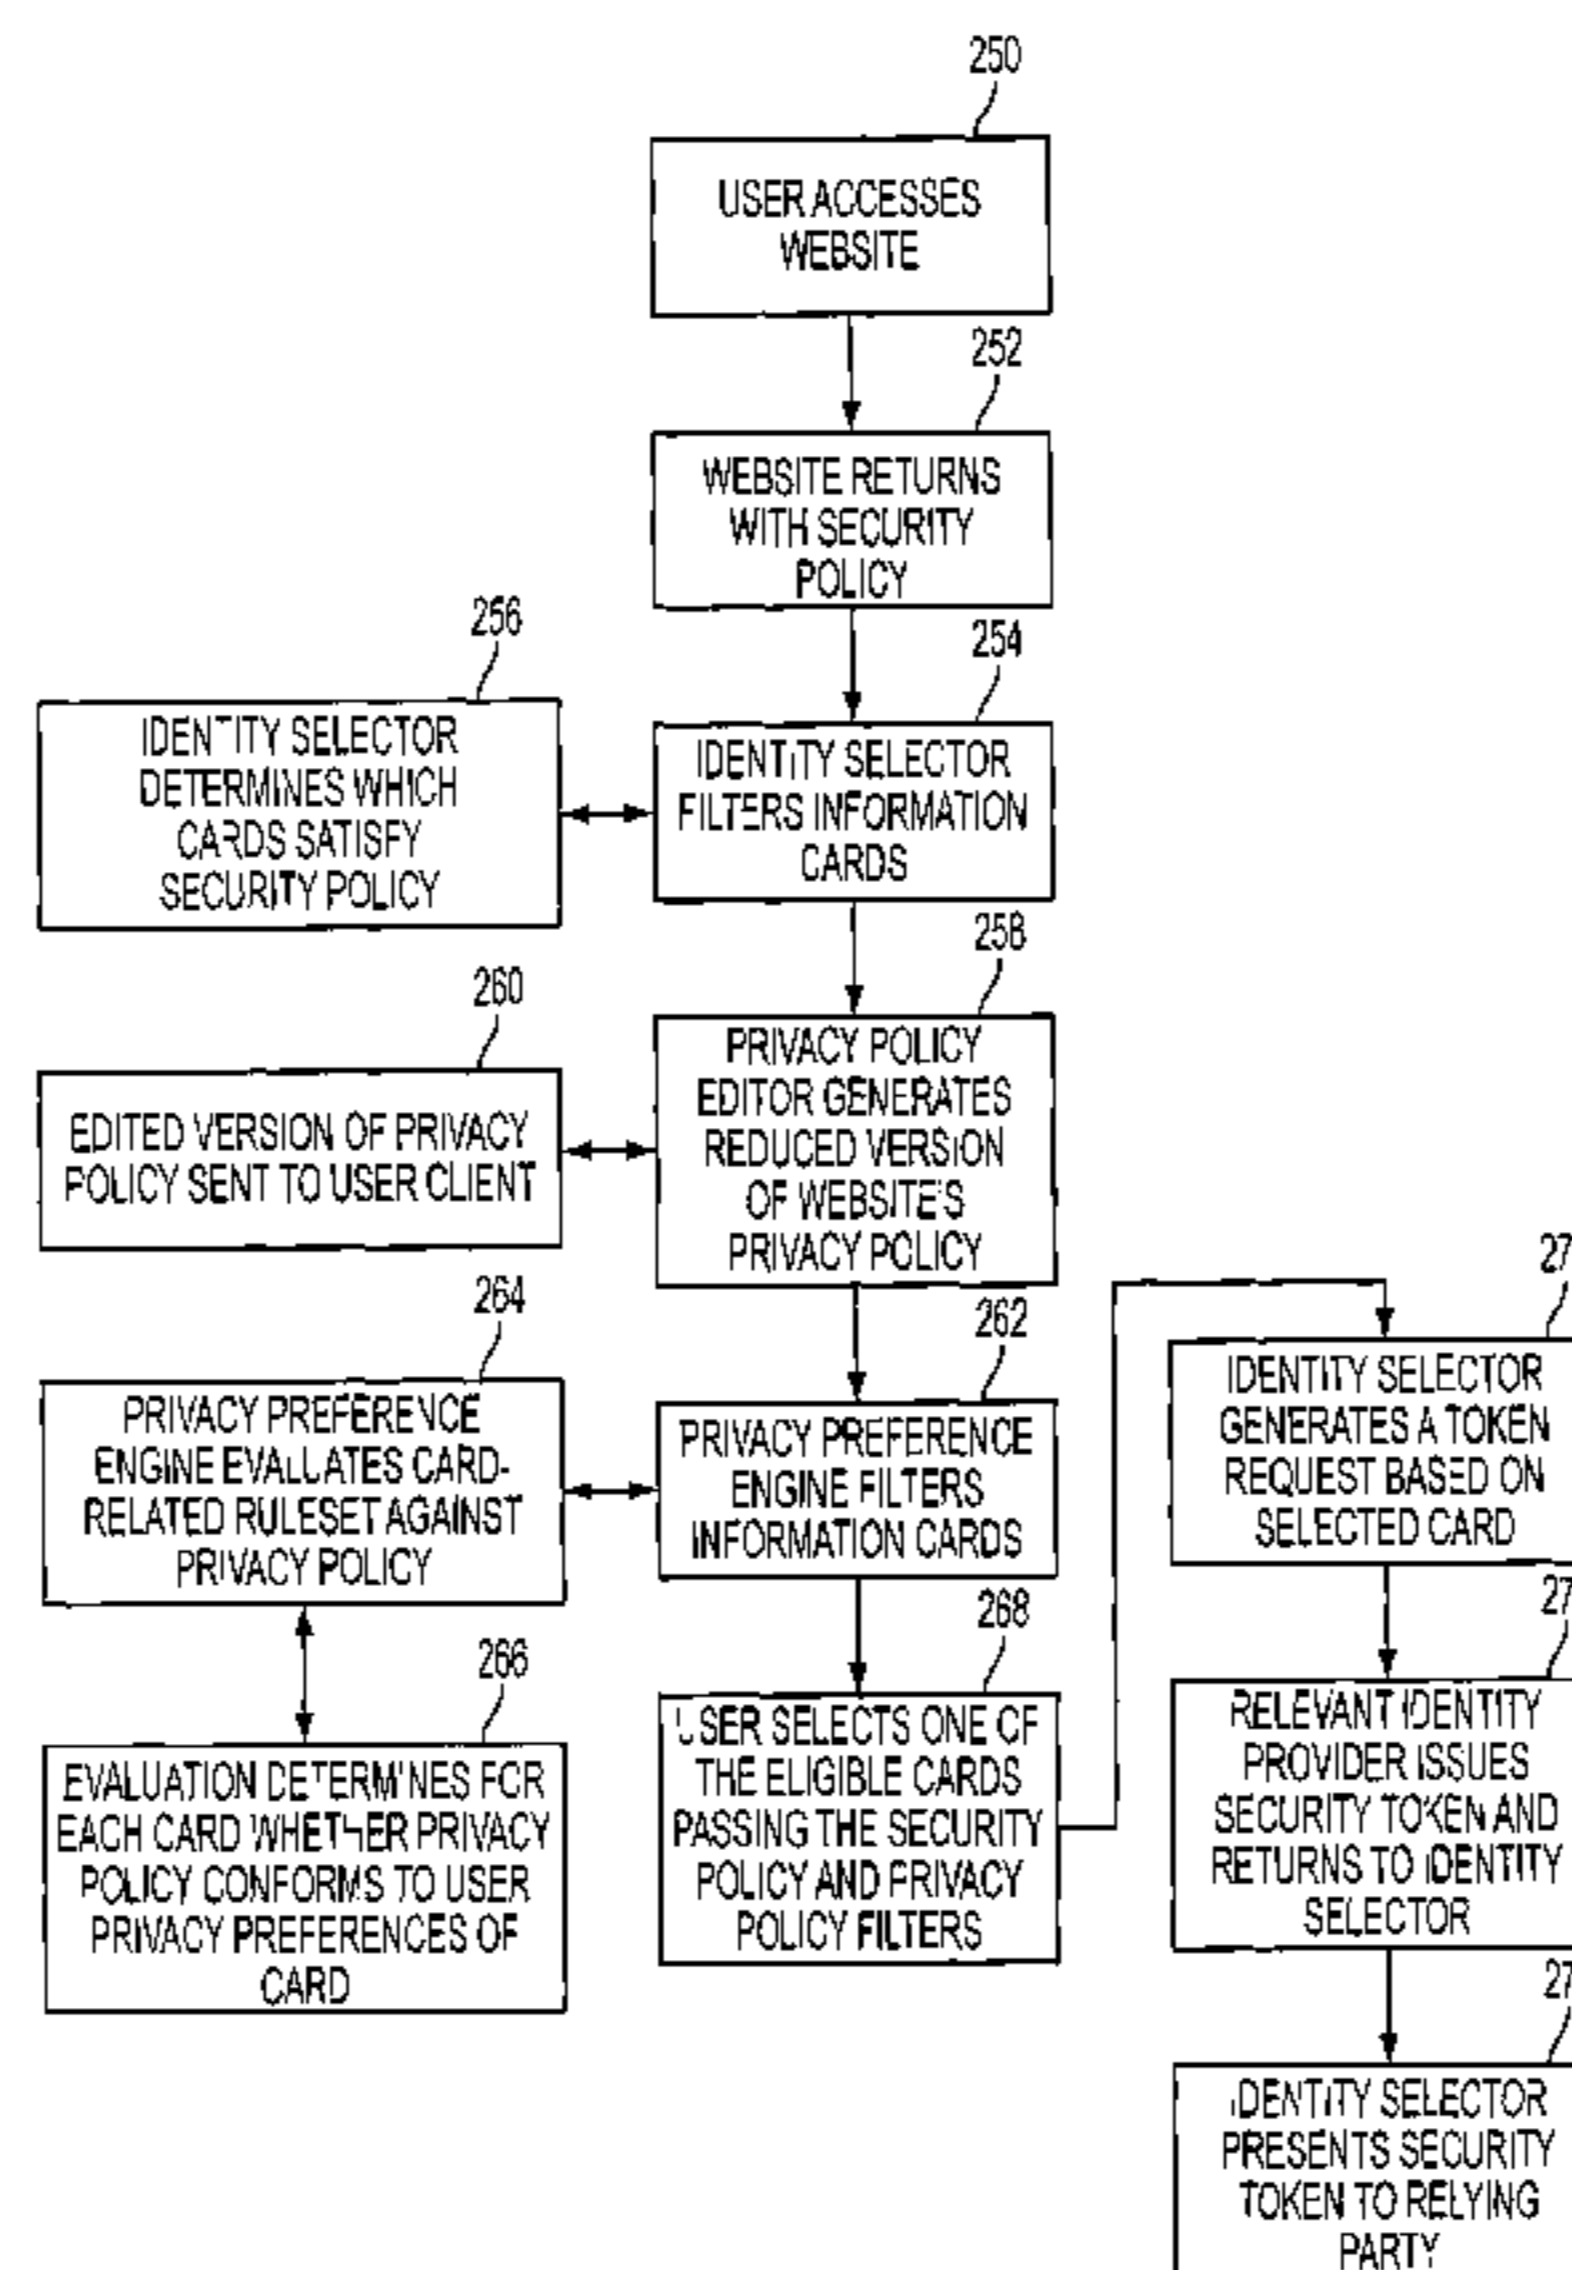 250
USER ACCESSES
WEBSITE
252
WEBSITE RETURNS
WITH SECURITY
POLICY
254
IDENTITY SELECTOR
FILTERS INFORMATION
CARDS
256
IDENTITY SELECTOR
DETERMINES WHICH
CARDS SATISFY
SECURITY POLICY
258
PRIVACY POLICY
EDITOR GENERATES
REDUCED VERSION
OF WEBSITE'S
PRIVACY POLICY
260
EDITED VERSION OF PRIVACY
POLICY SENT TO USER CLIENT
262
PRIVACY PREFERENCE
ENGINE FILTERS
INFORMATION CARDS
264
PRIVACY PREFERENCE
ENGINE EVALUATES CARD-
RELATED RULESET AGAINST
PRIVACY POLICY
266
EVALUATION DETERMINES FOR
EACH CARD WHETHER PRIVACY
POLICY CONFORMS TO USER
PRIVACY PREFERENCES OF
CARD
268
USER SELECTS ONE OF
THE ELIGIBLE CARDS
PASSING THE SECURITY
POLICY AND PRIVACY
POLICY FILTERS
27
IDENTITY SELECTOR
GENERATES A TOKEN
REQUEST BASED ON
SELECTED CARD
27
RELEVANT IDENTITY
PROVIDER ISSUES
SECURITY TOKEN AND
RETURNS TO IDENTITY
SELECTOR
27
IDENTITY SELECTOR
PRESENTS SECURITY
TOKEN TO RELYING
PARTY